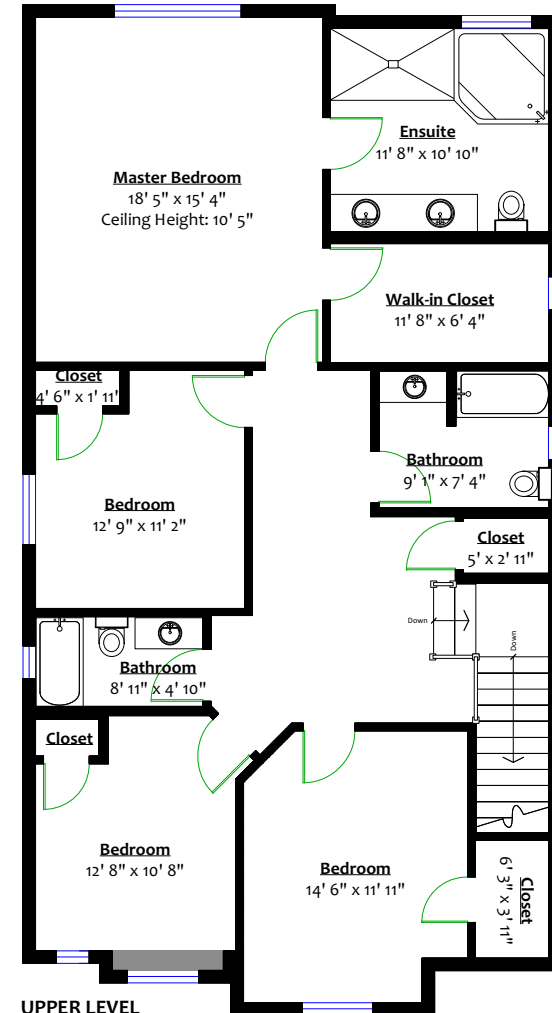 Ensuite
11' 8" x 10' 10"
Master Bedroom
18' 5" x 15' 4"
Ceiling Height: 10' 5"
Walk-in Closet
11' 8" x 6' 4"
Closet
4' 6" x 1' 11"
Bathroom
9' 1" x 7' 4"
Bedroom
12' 9" x 11' 2"
Closet
5' x 2' 11"
Down
Down
Bathroom
8' 11" x 4' 10"
Closet
Bedroom
12' 8" x 10' 8"
Bedroom
14' 6" x 11' 11"
Closet
6' 3" x 3' 11"
UPPER LEVEL